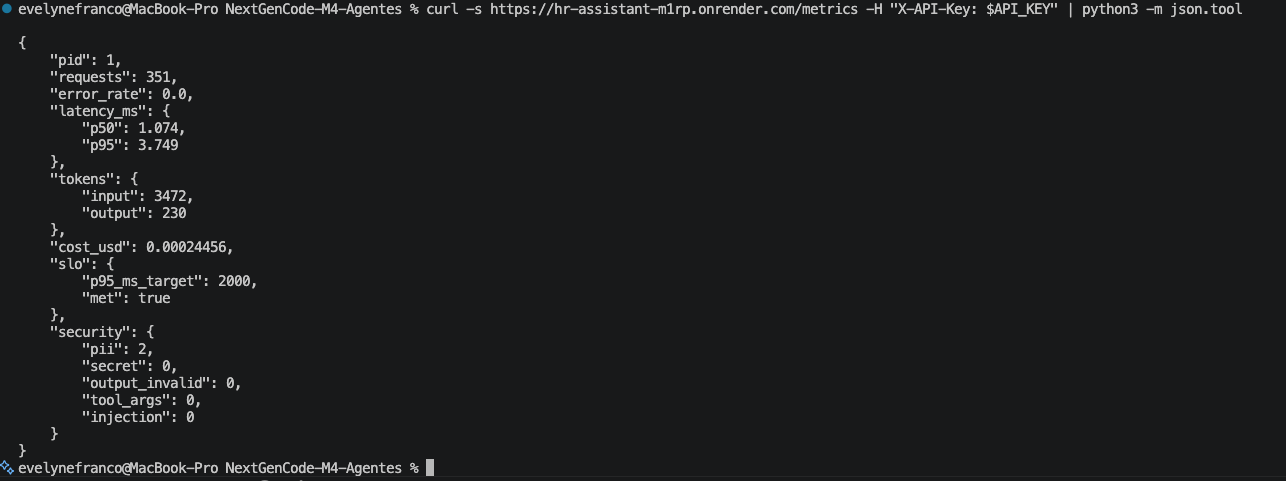 evelynefranco@MacBook-Pro NextGenCode-M4-Agentes % curl -s https://hr-assistant-m1rp.onrender.com/metrics -H "X-API-Key: $API_KEY" | python3 -m json.tool
{
    "pid": 1,
    "requests": 351,
    "error_rate": 0.0,
    "latency_ms": {
        "p50": 1.074,
        "p95": 3.749
    },
    "tokens": {
        "input": 3472,
        "output": 230
    },
    "cost_usd": 0.00024456,
    "slo": {
        "p95_ms_target": 2000,
        "met": true
    },
    "security": {
        "pii": 2,
        "secret": 0,
        "output_invalid": 0,
        "tool_args": 0,
        "injection": 0
    }
}
evelynefranco@MacBook-Pro NextGenCode-M4-Agentes %